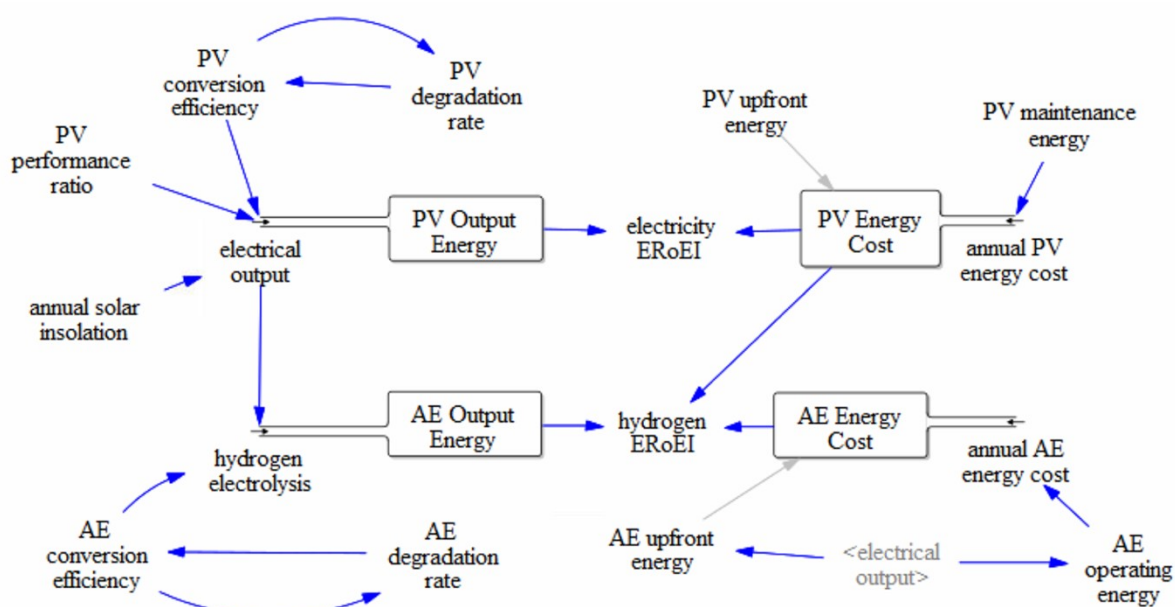 PV
conversion
efficiency
PV
degradation
rate
PV upfront
energy
PV maintenance
energy
PV
performance
ratio
PV Output
Energy
electricity
ERoEI
PV Energy
Cost
electrical
output
annual PV
energy cost
annual solar
insolation
AE Output
Energy
hydrogen
ERoEI
AE Energy
Cost
hydrogen
electrolysis
annual AE
energy cost
AE
conversion
efficiency
AE
degradation
rate
AE upfront
energy
<electrical
output>
AE
operating
energy